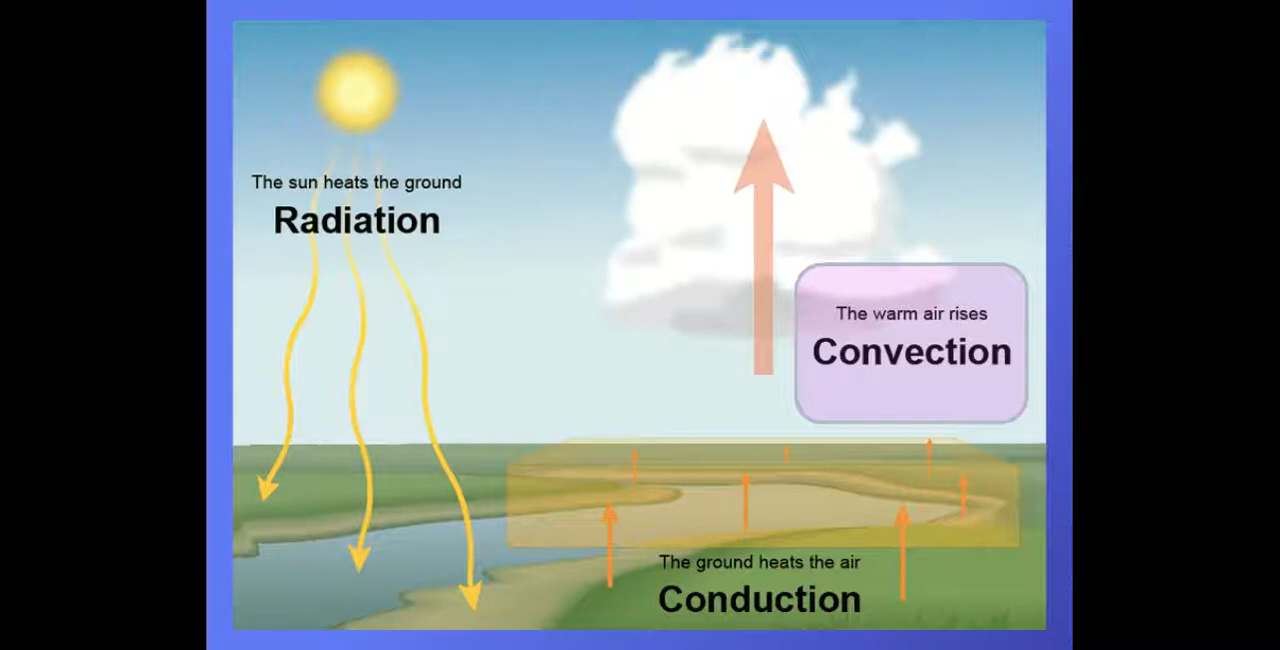 The sun heats the ground
Radiation
The warm air rises
Convection
The ground heats the air
Conduction